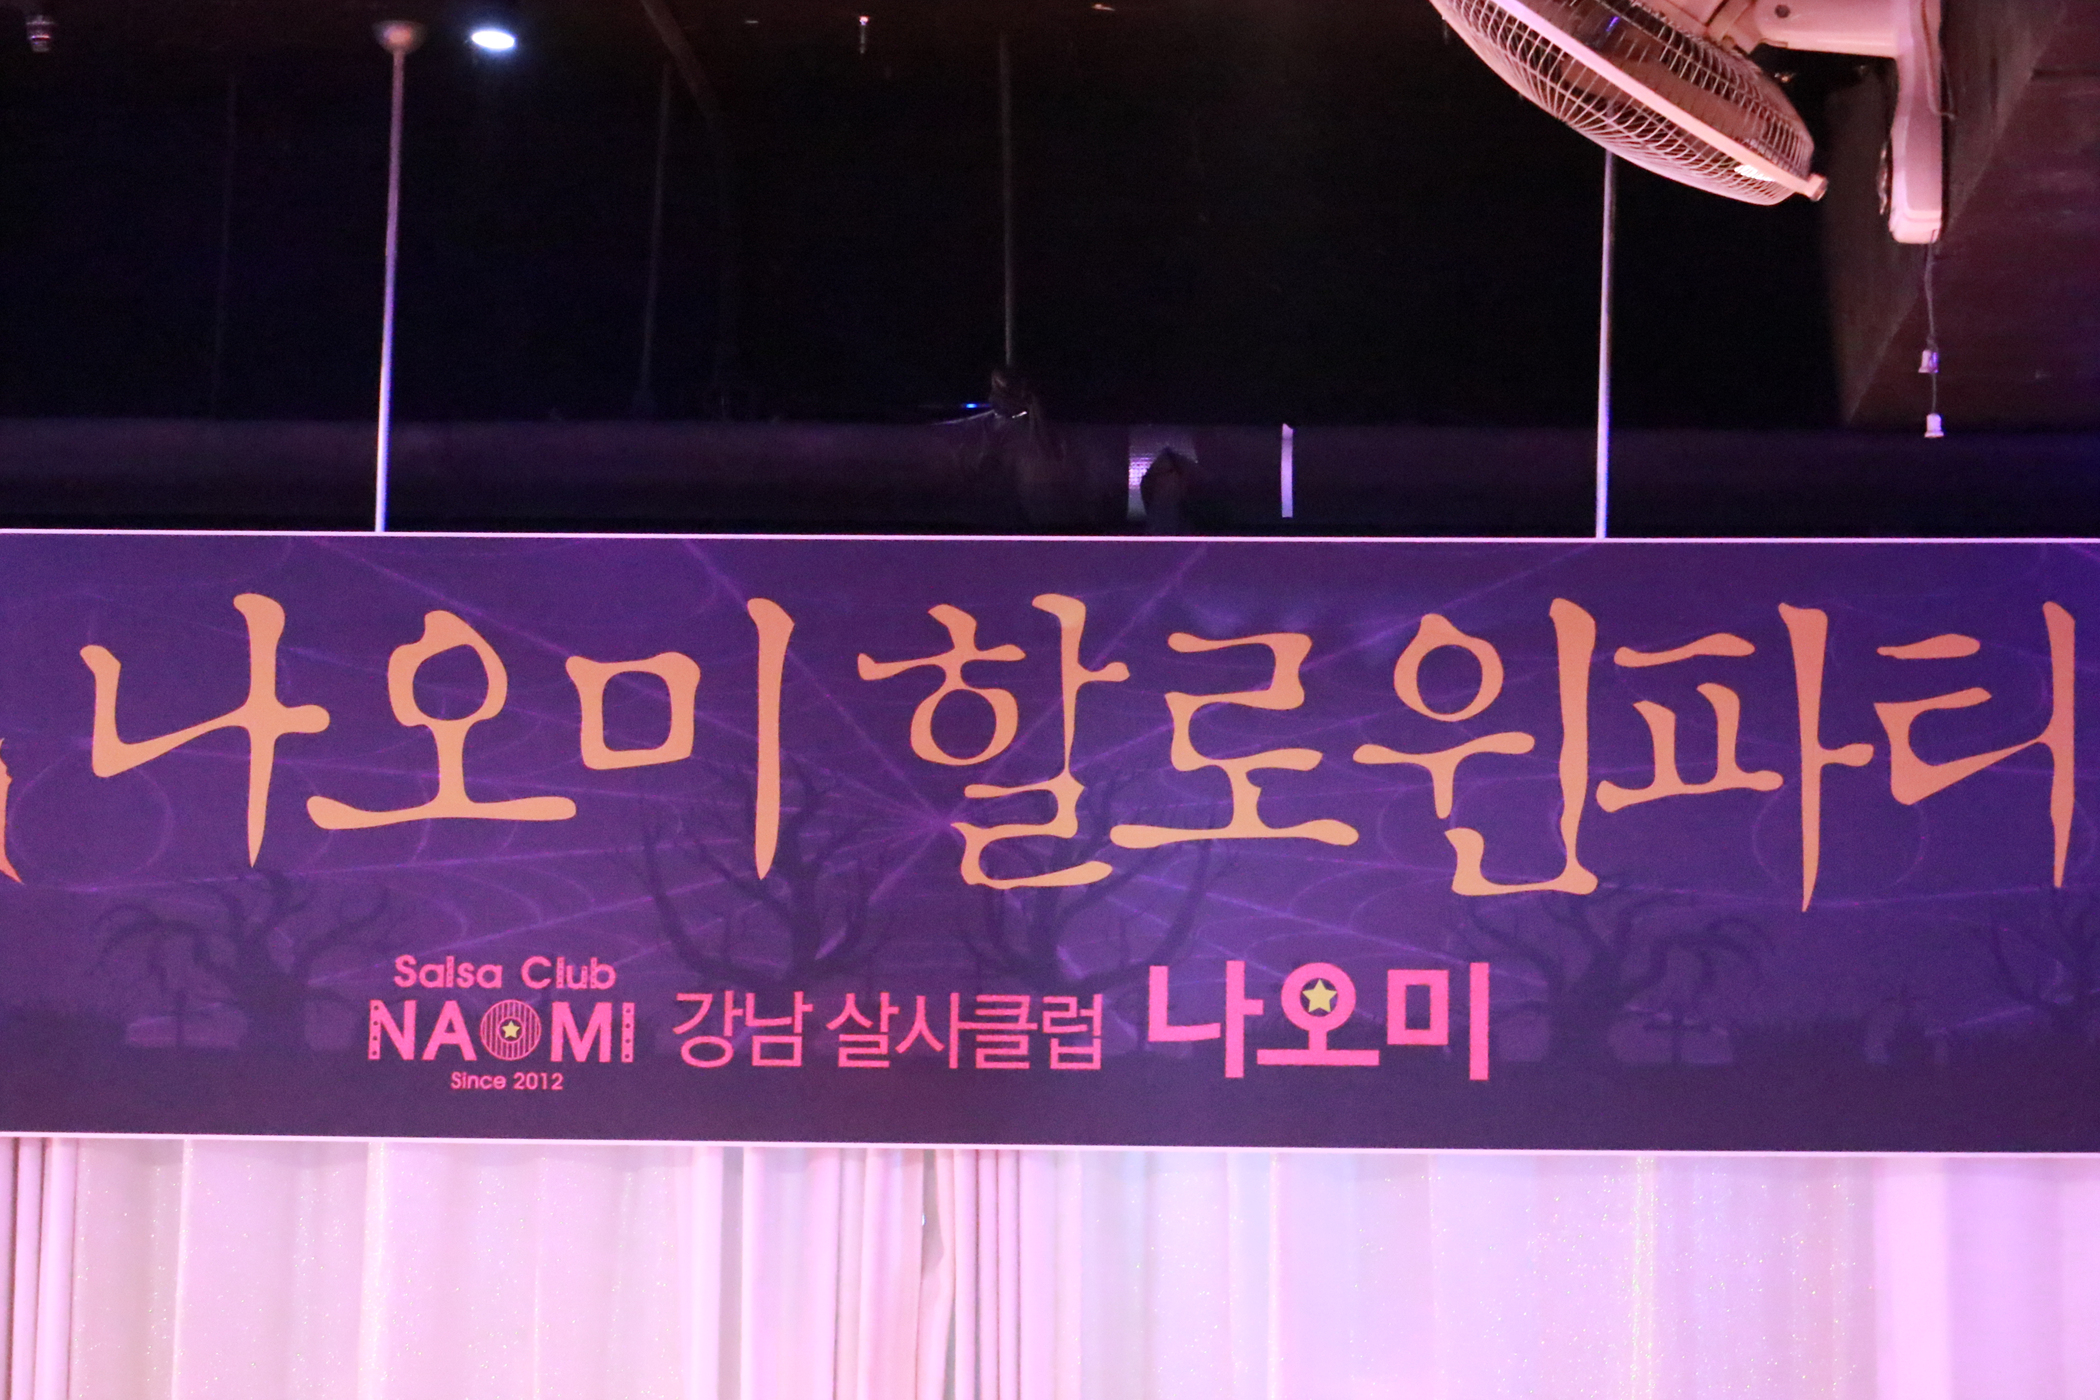 나오미 할로윈파티
Salsa Club
NAOMI
Since 2012
강남 살사클럽 나오미